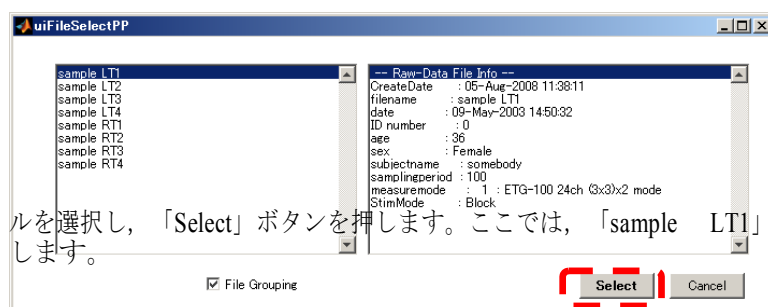 uiFileSelectPP
sample LT1
sample LT2
sample LT3
sample LT4
sample RT1
sample RT2
sample RT3
sample RT4
-- Raw-Data File Info --
CreateDate : 05-Aug-2008 11:38:11
filename : sample LT1
date : 09-May-2003 14:50:32
ID number : 0
age : 36
sex : Female
subjectname : somebody
samplingperiod : 100
measuremode : 1 : ETG-100 24ch (3x3)x2 mode
StimMode : Block
ルを選択し，「Select」ボタンを押します。ここでは，「sample LT1」
します。
File Grouping
Select
Cancel